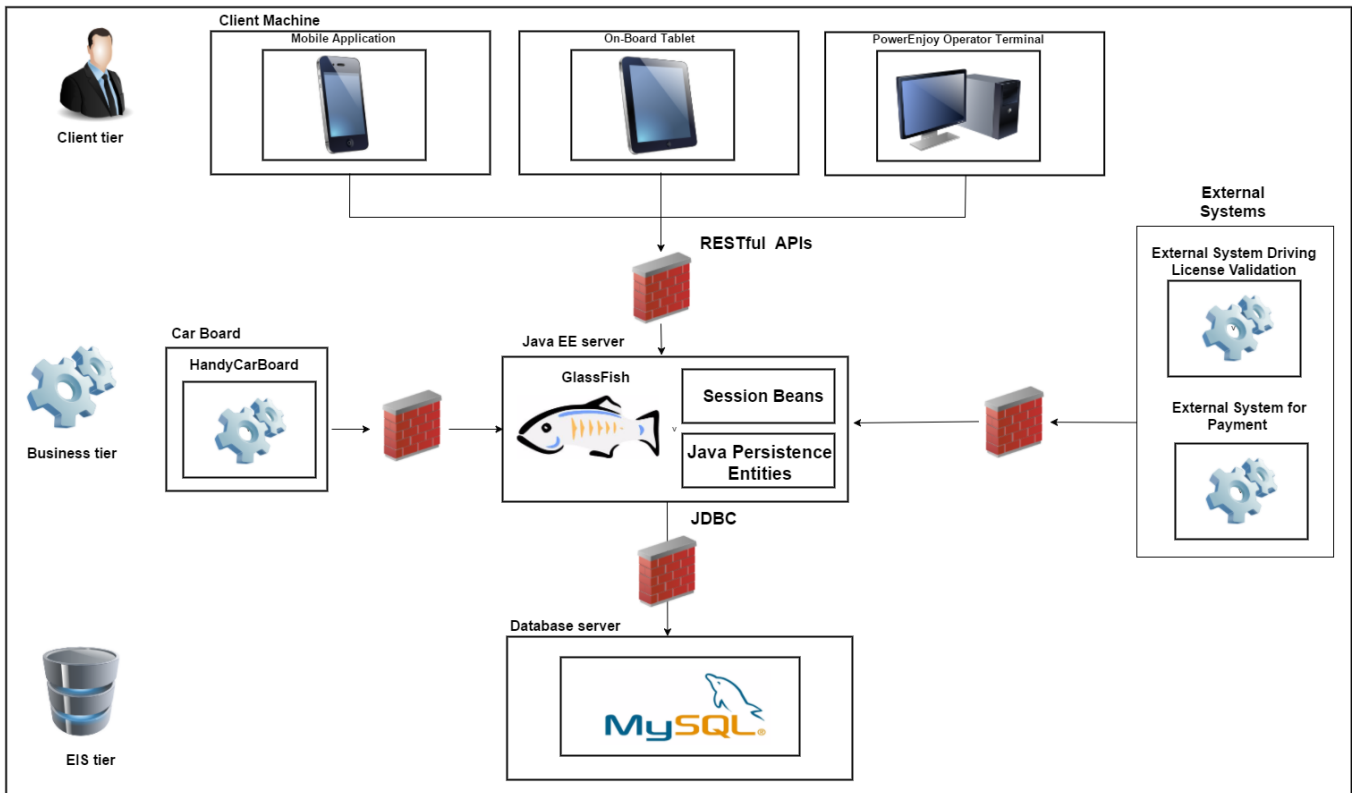 Client Machine
Mobile Application
On-Board Tablet
PowerEnjoy Operator Terminal
Client tier
External
Systems
RESTful APIs
External System Driving
License Validation
v
Car Board
Java EE server
HandyCarBoard
GlassFish
Session Beans
v
Java Persistence
Entities
External System for
Payment
Business tier
JDBC
Database server
MySQL®
EIS tier